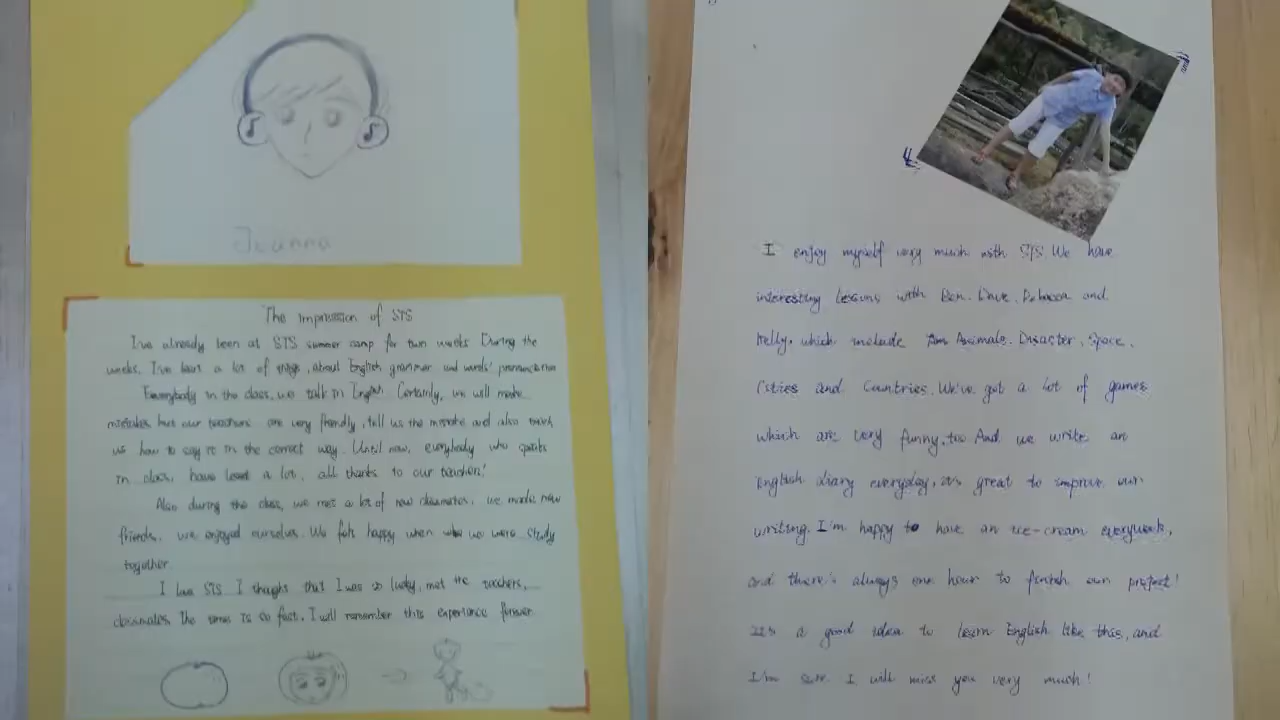 Joanna
The Impression of STS
I've already been at STS summer camp for two weeks During the
weeks. I've learn a lot of things, about English grammar and words' pronunciation
Everybody in the class, we talk in English Certainly, we will make
mistakes but our teachers are very friendly, tell us the mistake and also teach
us how to say it in the correct way. Until now, everybody who speaks
in class, have learnt a lot, all thanks to our teacher!
Also during the class, we met a lot of new classmates, we made new
friends, we enjoyed ourselves. We felt happy when we were study
together.
I love STS I thought that I was so lucky, met the teachers,
classmates. The time is so fast. I will remember this experience forever
I enjoy myself very much with STS We have
interesting lessons with Ben. Dave. Rebecca and
Kelly. which include Animals. Disaster. Space.
Cities and Countries. We've got a lot of games
which are very funny, too And we write an
English diary everyday, it's great to improve our
writing. I'm happy to have an ice-cream everyweek,
and there's always one hour to finish our project!
It's a good idea to learn English like this, and
I'm sure I will miss you very much!